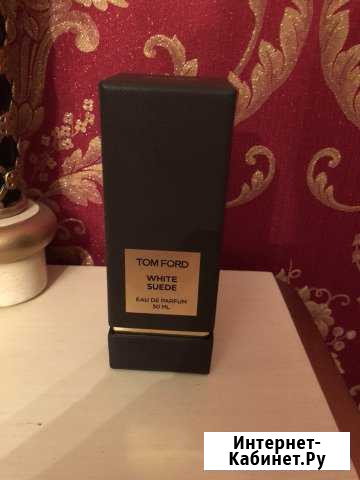 TOM FORD
WHITE
SUEDE
EAU DE PARFUM
50 ML
Интернет-
Кабинет.Ру